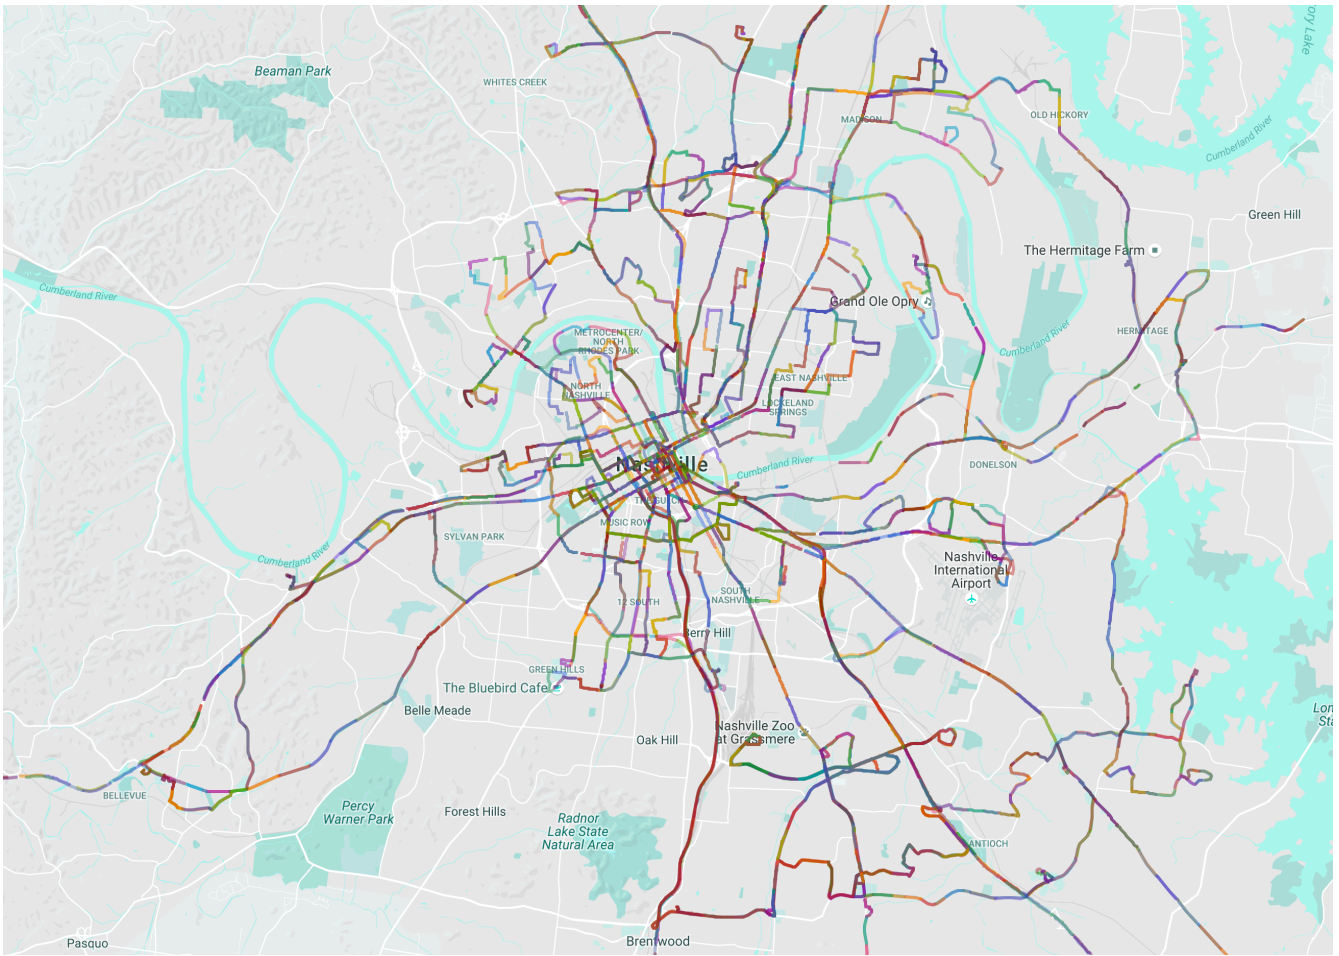 ory Lake
Beaman Park
WHITES CREEK
MADISON
OLD HICKORY
Cumberland River
Green Hill
The Hermitage Farm
Cumberland River
Grand Ole Opry
HERMITAGE
Cumberland River
METROCENTER/
NORTH
RHODES PARK
NORTH
NASHVILLE
EAST NASHVILLE
LOCKELAND
SPRINGS
Nashville
Cumberland River
DONELSON
MUSIC ROW
SYLVAN PARK
Cumberland River
Nashville
International
Airport
SOUTH
NASHVILLE
12 SOUTH
Berry Hill
GREEN HILLS
The Bluebird Cafe
Belle Meade
Lon
Sta
Nashville Zoo
at Grassmere
Oak Hill
BELLEVUE
Percy
Warner Park
Forest Hills
Radnor
Lake State
Natural Area
ANTIOCH
Pasquo
Brentwood